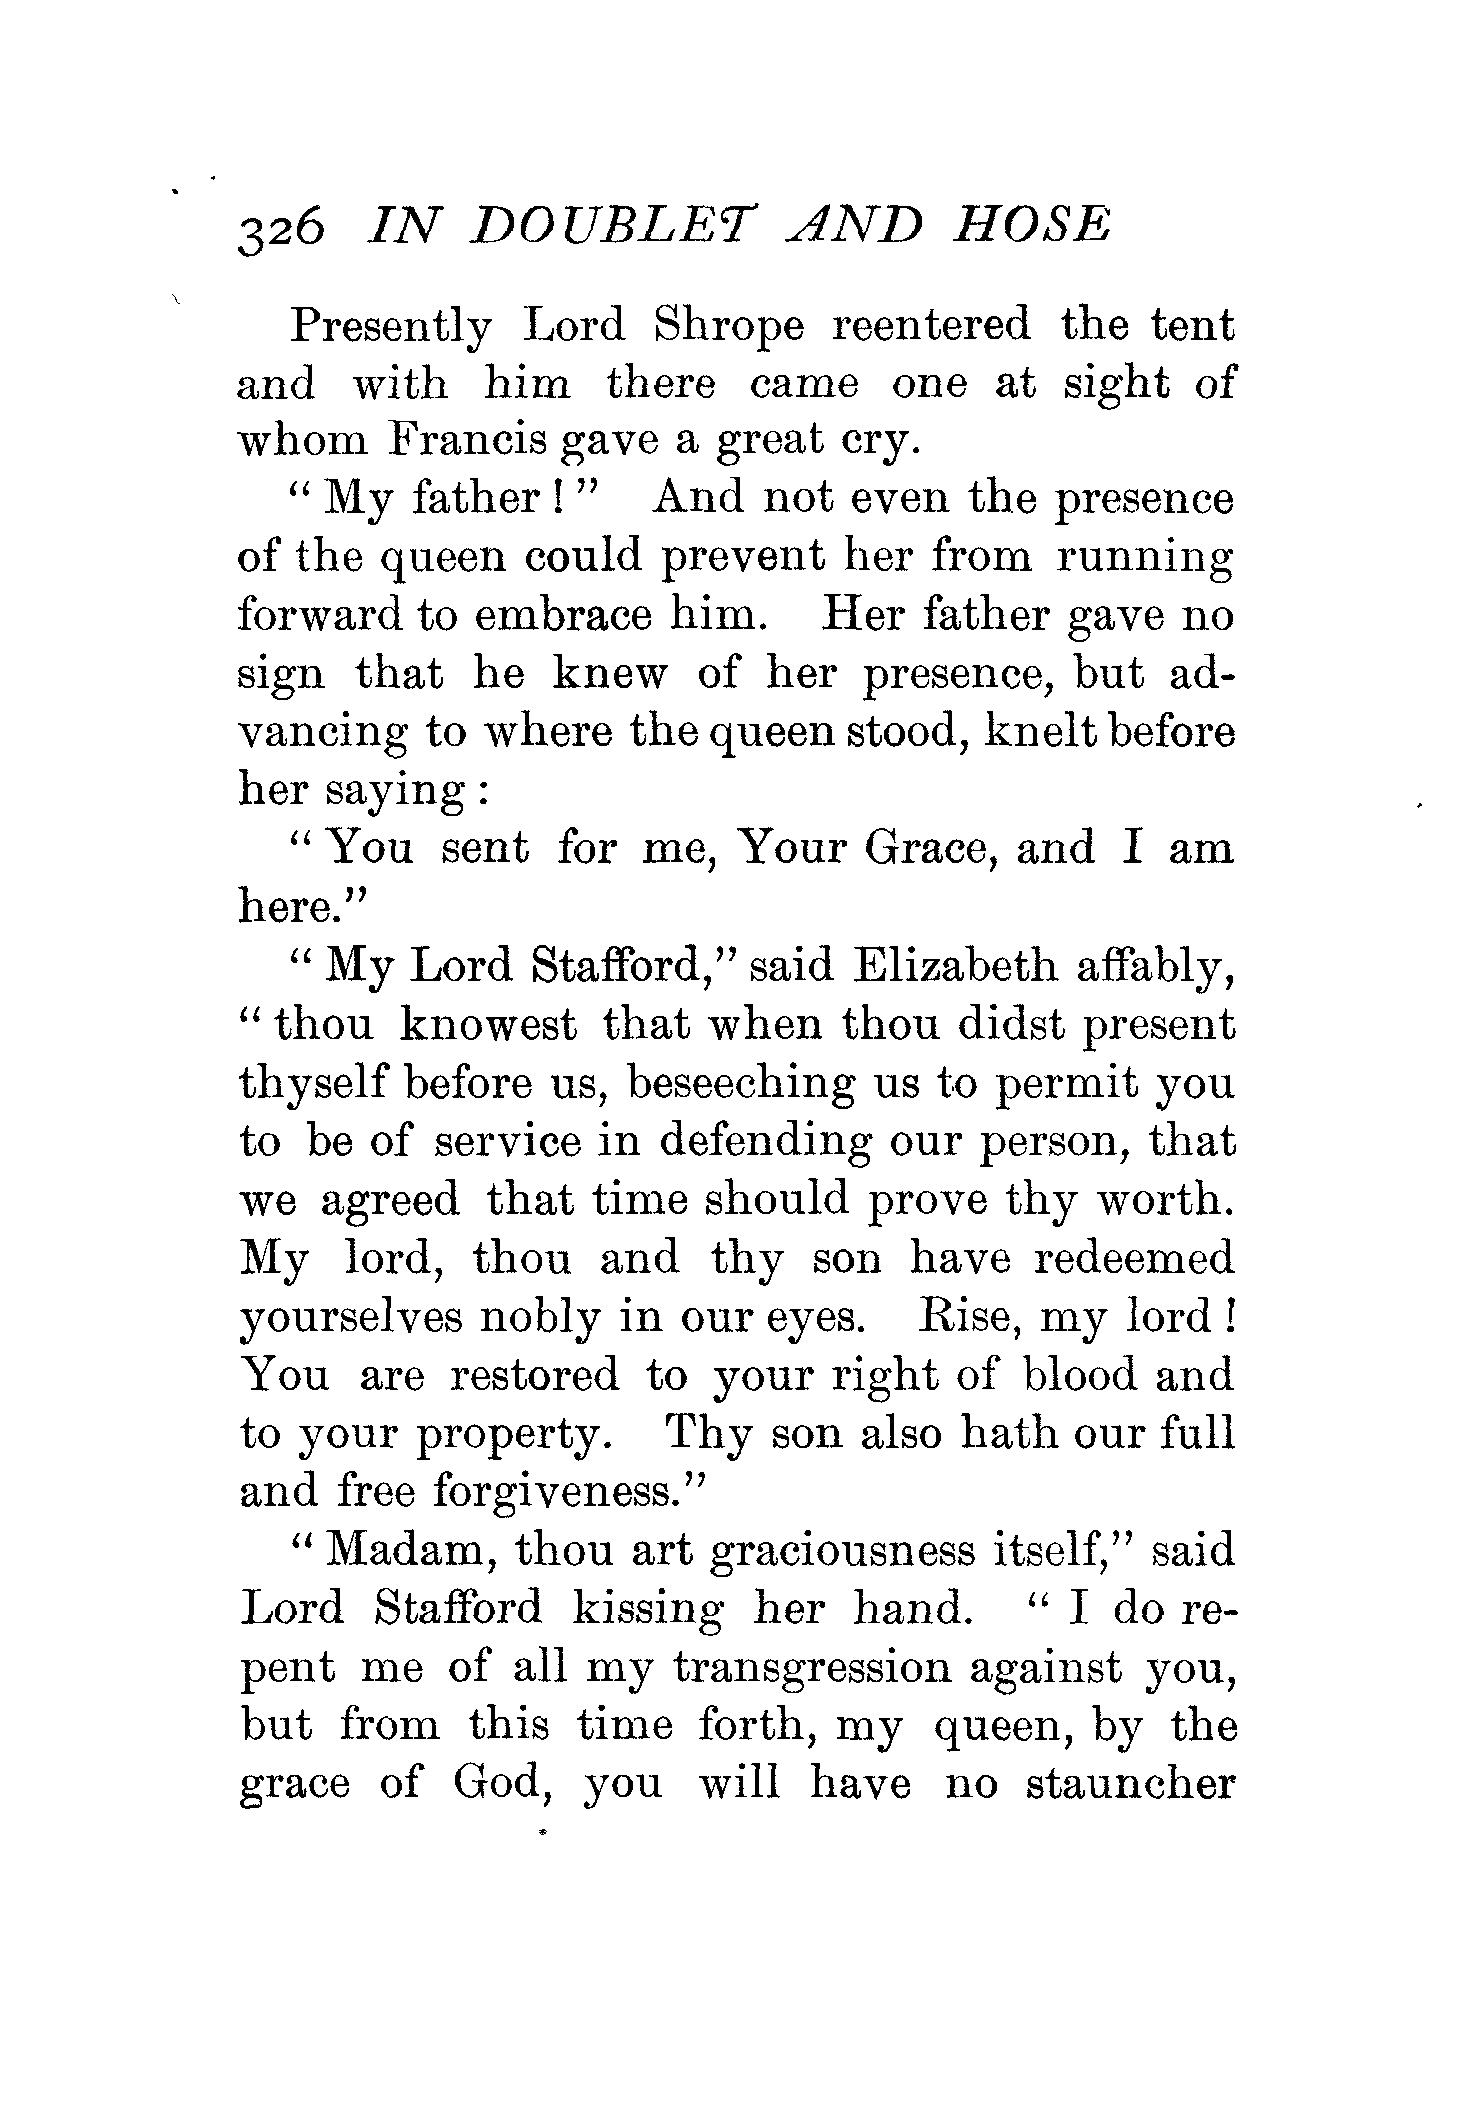 326 IN DOUBLET AND HOSE
Presently Lord Shrope reentered the tent
and with him there came one at sight of
whom Francis gave a great cry.
“ My father ! ” And not even the presence
of the queen could prevent her from running
forward to embrace him. Her father gave no
sign that he knew of her presence, but ad-
vancing to where the queen stood, knelt before
her saying :
“ You sent for me, Your Grace, and I am
here.”
“ My Lord Stafford,” said Elizabeth affably,
“ thou knowest that when thou didst present
thyself before us, beseeching us to permit you
to be of service in defending our person, that
we agreed that time should prove thy worth.
My lord, thou and thy son have redeemed
yourselves nobly in our eyes. Rise, my lord !
You are restored to your right of blood and
to your property. Thy son also hath our full
and free forgiveness.”
“ Madam, thou art graciousness itself,” said
Lord Stafford kissing her hand. “ I do re-
pent me of all my transgression against you,
but from this time forth, my queen, by the
grace of God, you will have no stauncher